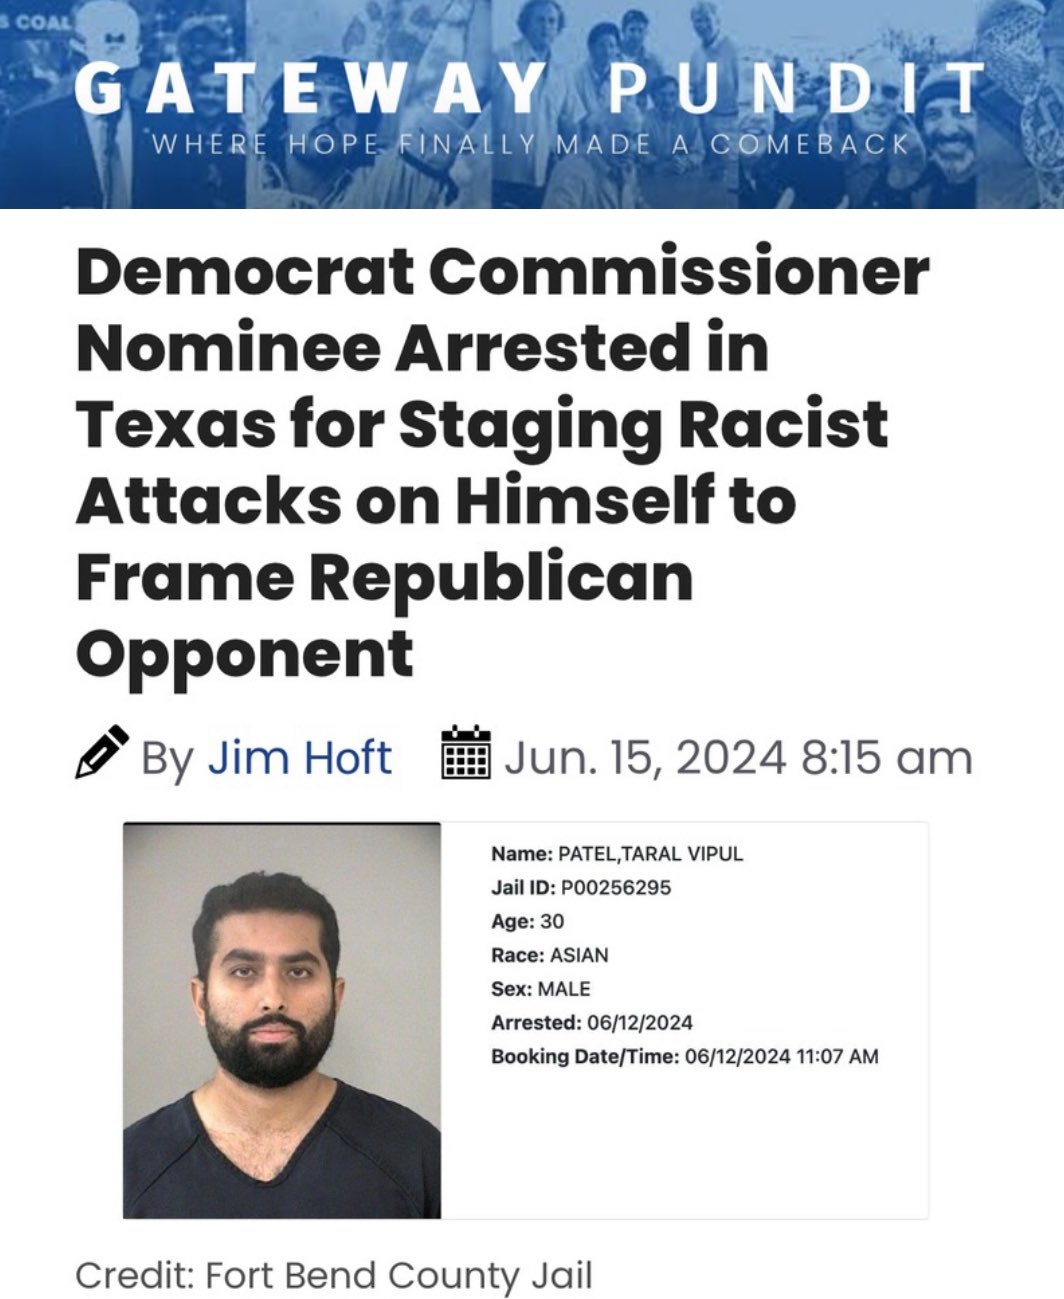 S COAL
GATEWAY PUNDIT
WHERE HOPE FINALLY MADE A COMEBACK
Democrat Commissioner
Nominee Arrested in
Texas for Staging Racist
Attacks on Himself to
Frame Republican
Opponent
By Jim Hoft Jun. 15, 2024 8:15 am
Name: PATEL,TARAL VIPUL
Jail ID: P00256295
Age: 30
Race: ASIAN
Sex: MALE
Arrested: 06/12/2024
Booking Date/Time: 06/12/2024 11:07 AM
Credit: Fort Bend County Jail